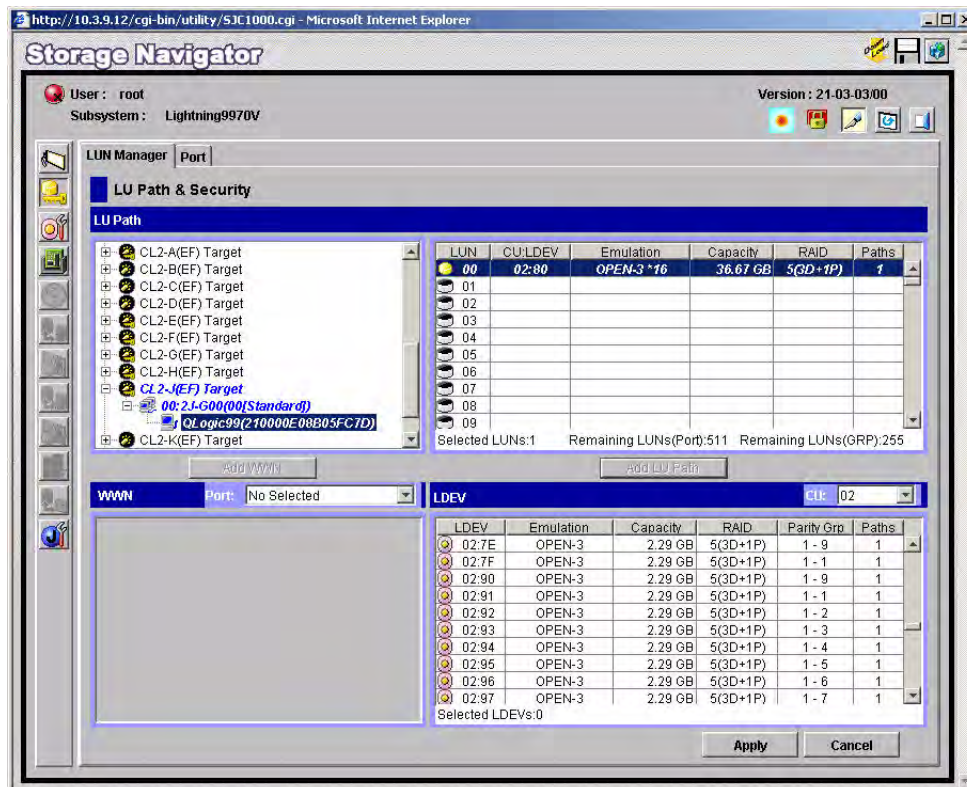 http://10.3.9.12/cgi-bin/utility/SJC1000.cgi - Microsoft Internet Explorer
Storage Navigator
User : root
Version : 21-03-03/00
Subsystem : Lightning9970V
LUN Manager Port
LU Path & Security
LU Path
CL2-A(EF) Target
CL2-B(EF) Target
CL2-C(EF) Target
CL2-D(EF) Target
CL2-E(EF) Target
CL2-F(EF) Target
CL2-G(EF) Target
CL2-H(EF) Target
CL2-J(EF) Target
00:2J-G00(00[Standard])
QLogic99(210000E08B05FC7D)
CL2-K(EF) Target
LUN CU:LDEV Emulation Capacity RAID Paths
00 02:80 OPEN-3 *16 36.67 GB 5(3D+1P) 1
01
02
03
04
05
06
07
08
09
Selected LUNs:1 Remaining LUNs(Port):511 Remaining LUNs(GRP):255
Add WWN
Add LU Path
WWN Port: No Selected
LDEV CU: 02
LDEV Emulation Capacity RAID Parity Grp Paths
02:7E OPEN-3 2.29 GB 5(3D+1P) 1 - 9 1
02:7F OPEN-3 2.29 GB 5(3D+1P) 1 - 1 1
02:90 OPEN-3 2.29 GB 5(3D+1P) 1 - 9 1
02:91 OPEN-3 2.29 GB 5(3D+1P) 1 - 1 1
02:92 OPEN-3 2.29 GB 5(3D+1P) 1 - 2 1
02:93 OPEN-3 2.29 GB 5(3D+1P) 1 - 3 1
02:94 OPEN-3 2.29 GB 5(3D+1P) 1 - 4 1
02:95 OPEN-3 2.29 GB 5(3D+1P) 1 - 5 1
02:96 OPEN-3 2.29 GB 5(3D+1P) 1 - 6 1
02:97 OPEN-3 2.29 GB 5(3D+1P) 1 - 7 1
Selected LDEVs:0
Apply Cancel